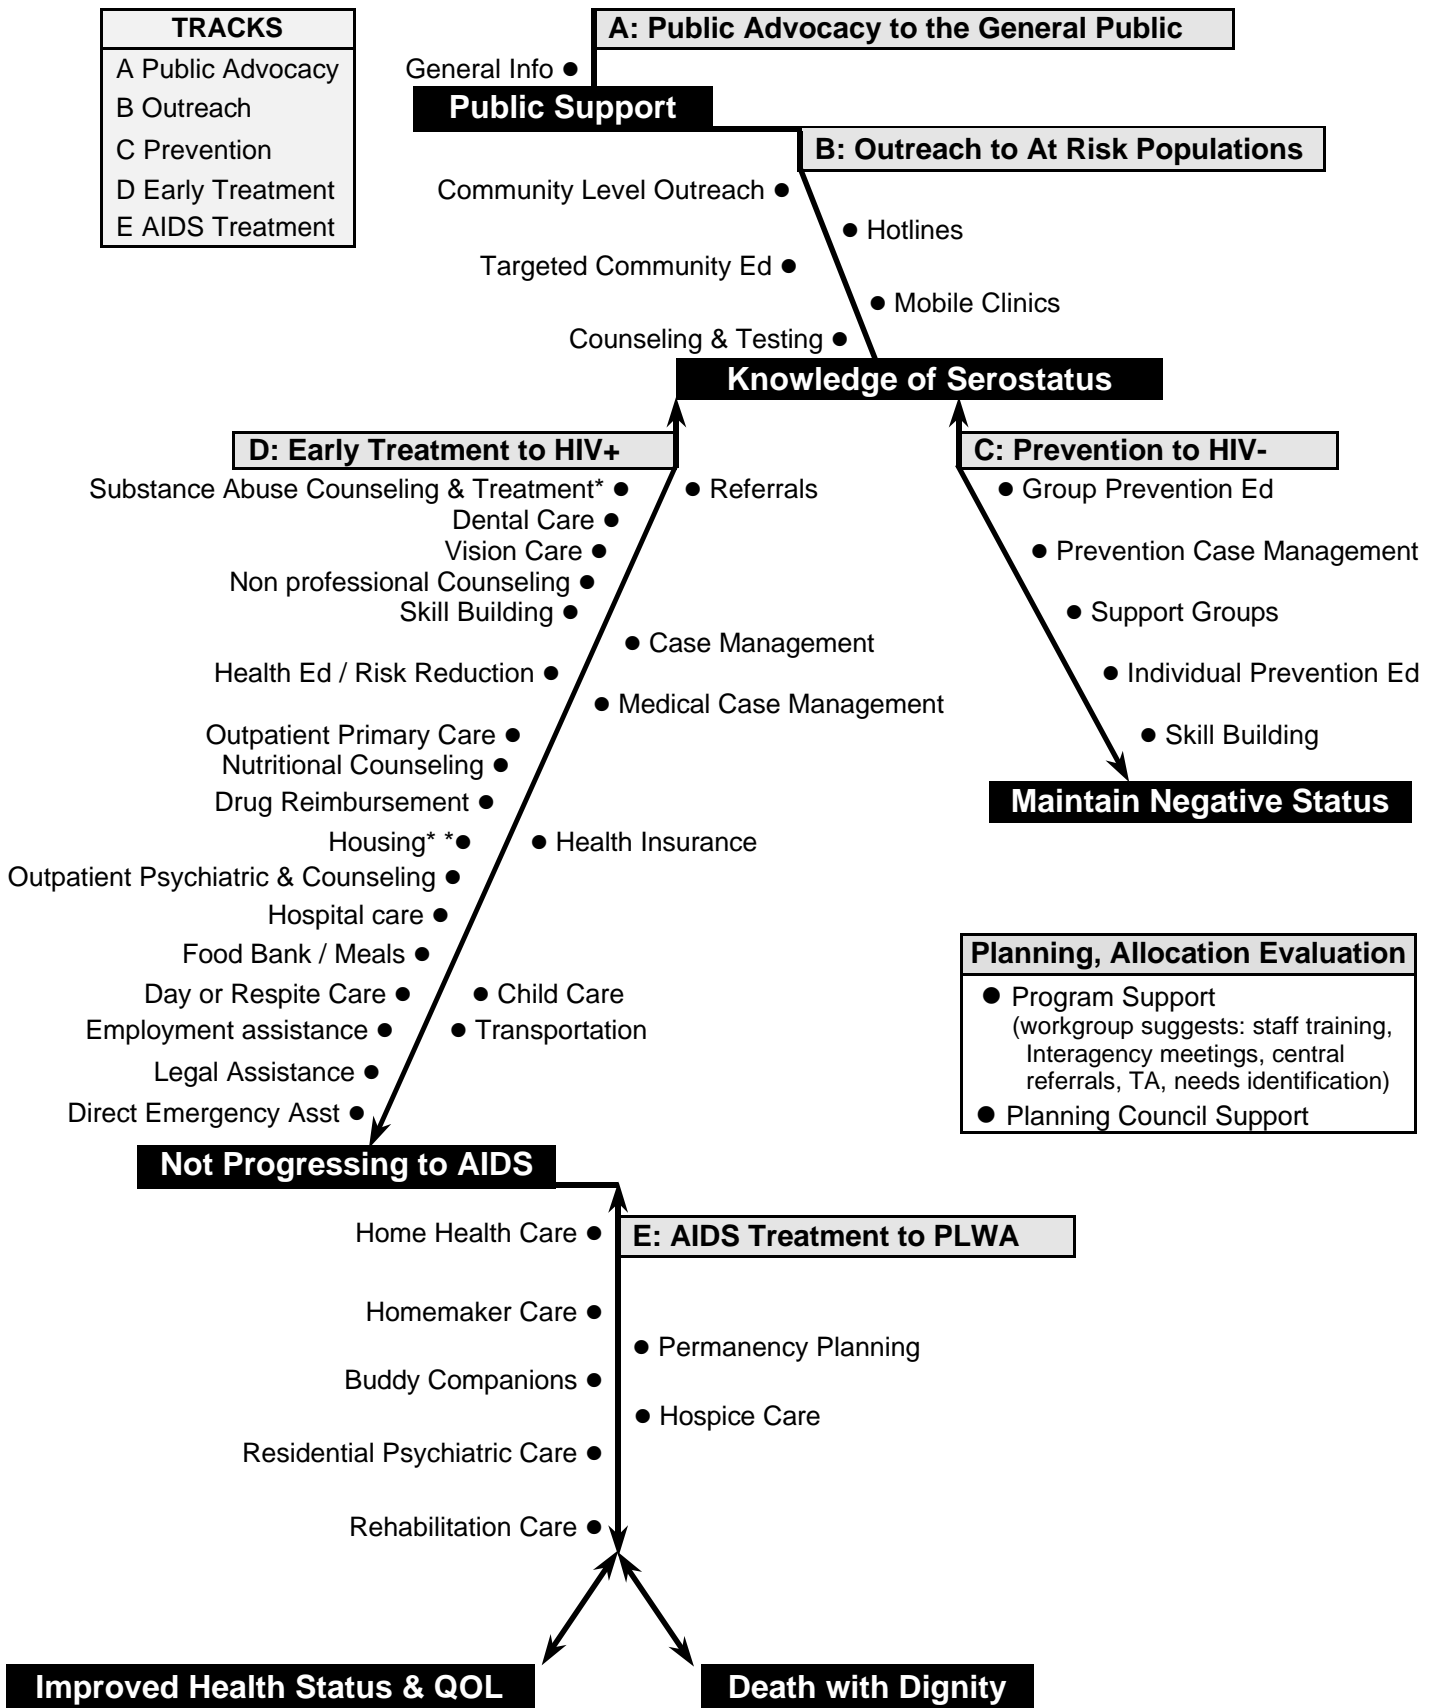 TRACKS
A Public Advocacy
B Outreach
C Prevention
D Early Treatment
E AIDS Treatment
A: Public Advocacy to the General Public
General Info ●
Public Support
B: Outreach to At Risk Populations
Community Level Outreach ●
● Hotlines
Targeted Community Ed ●
● Mobile Clinics
Counseling & Testing ●
Knowledge of Serostatus
D: Early Treatment to HIV+
Substance Abuse Counseling & Treatment* ●
● Referrals
Dental Care ●
Vision Care ●
Non professional Counseling ●
Skill Building ●
● Case Management
Health Ed / Risk Reduction ●
● Medical Case Management
Outpatient Primary Care ●
Nutritional Counseling ●
Drug Reimbursement ●
Housing* *●
● Health Insurance
Outpatient Psychiatric & Counseling ●
Hospital care ●
Food Bank / Meals ●
Day or Respite Care ●
● Child Care
Employment assistance ●
● Transportation
Legal Assistance ●
Direct Emergency Asst ●
Not Progressing to AIDS
C: Prevention to HIV-
● Group Prevention Ed
● Prevention Case Management
● Support Groups
● Individual Prevention Ed
● Skill Building
Maintain Negative Status
Planning, Allocation Evaluation
● Program Support
(workgroup suggests: staff training,
Interagency meetings, central
referrals, TA, needs identification)
● Planning Council Support
E: AIDS Treatment to PLWA
Home Health Care ●
Homemaker Care ●
● Permanency Planning
Buddy Companions ●
● Hospice Care
Residential Psychiatric Care ●
Rehabilitation Care ●
Improved Health Status & QOL
Death with Dignity